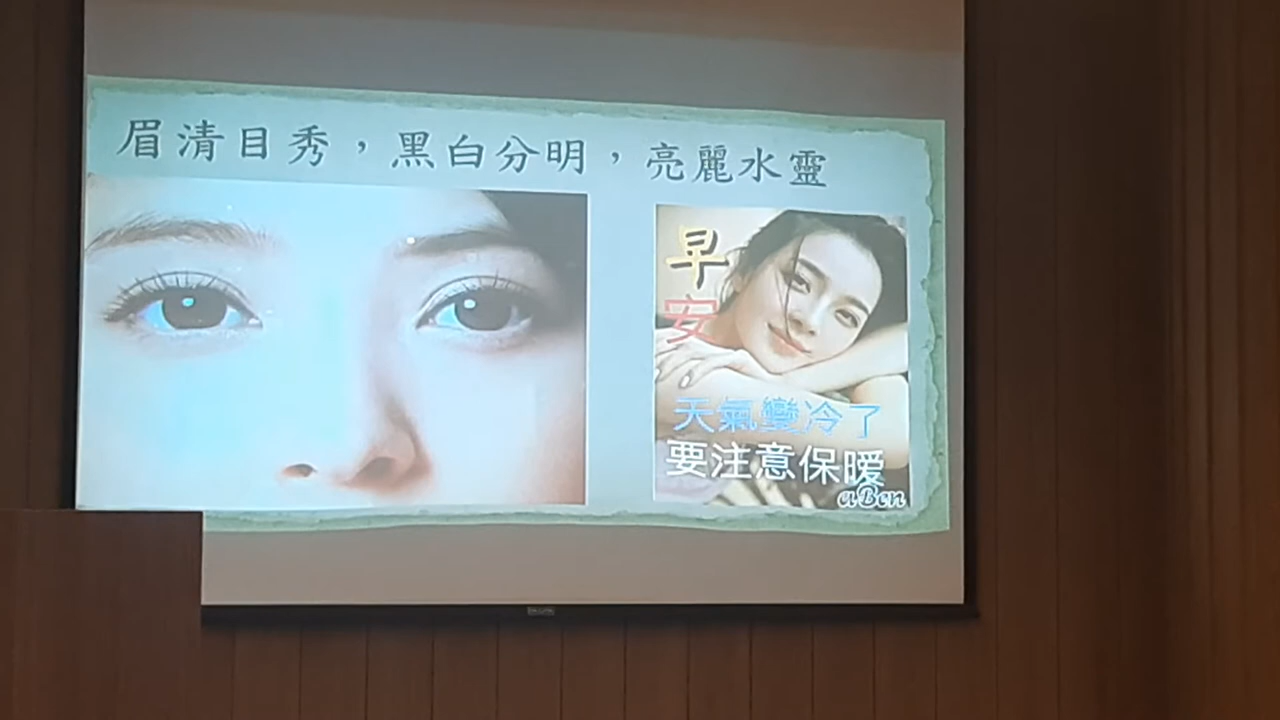 眉清目秀,黑白分明,亮麗水靈
早
安
天氣變冷了
要注意保暖
aBen